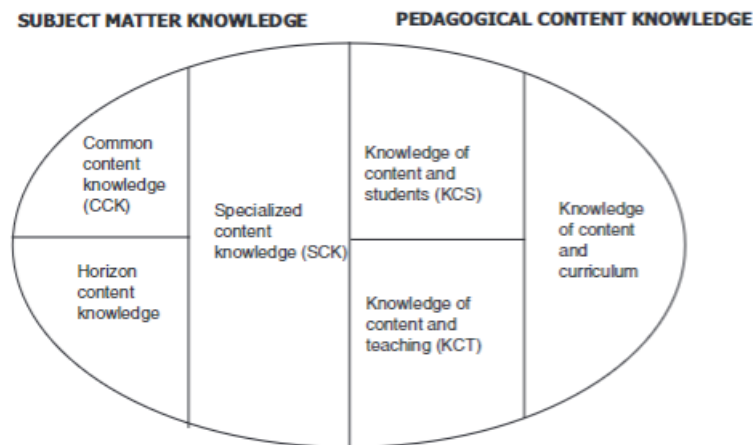 SUBJECT MATTER KNOWLEDGE
PEDAGOGICAL CONTENT KNOWLEDGE
Common
content
knowledge
(CCK)
Horizon
content
knowledge
Specialized
content
knowledge (SCK)
Knowledge of
content and
students (KCS)
Knowledge of
content and
teaching (KCT)
Knowledge
of content
and
curriculum